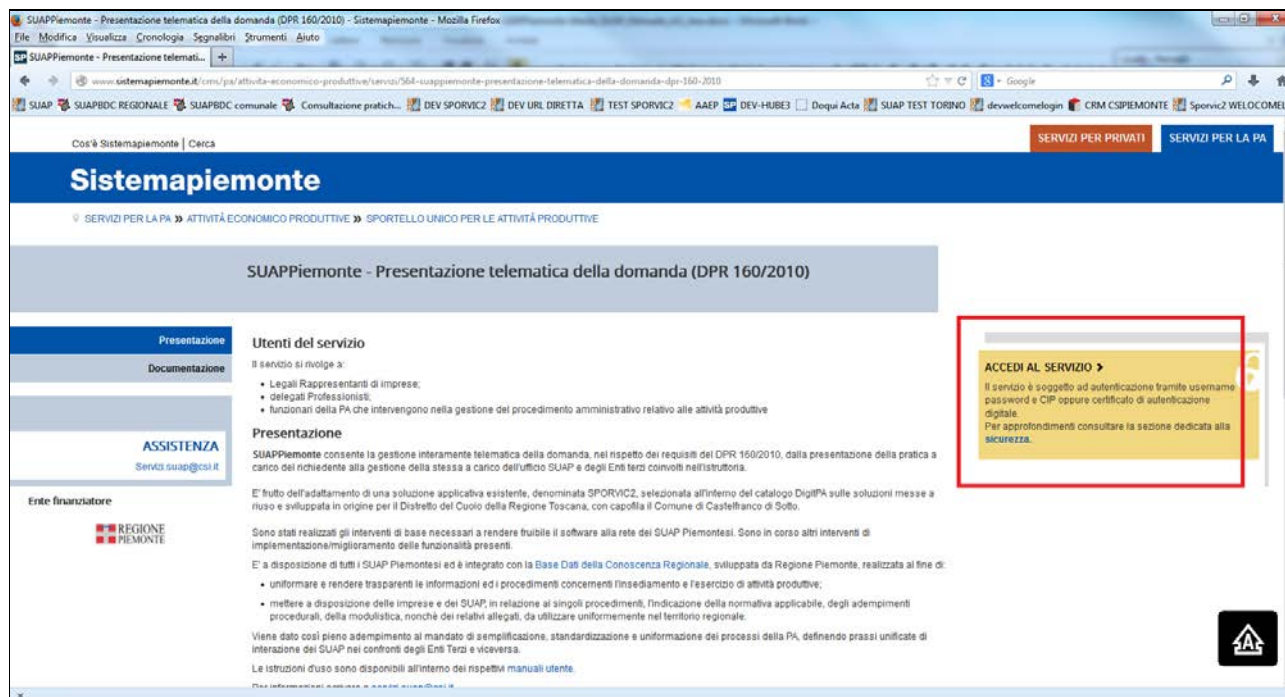 SUAPPiemonte - Presentazione telematica della domanda (DPR 160/2010) - Sistemapiemonte - Mozilla Firefox
File Modifica Visualizza Cronologia Segnalibri Strumenti Aiuto
SP SUAPPiemonte - Presentazione telemati... +
www.sistemapiemonte.it/cms/pa/attivita-economico-produttive/servizi/564-suappiemonte-presentazione-telematica-della-domanda-dpr-160-2010
Google
SUAP SUAPBDC REGIONALE SUAPBDC comunale Consultazione pratich... DEV SPORVIC2 DEV URL DIRETTA TEST SPORVIC2 AAEP SP DEV-HUBE3 Doqui Acta SUAP TEST TORINO devwelcomelogin CRM CSIPIEMONTE Sporvic2 WELOCOMEL
Cos'è Sistemapiemonte | Cerca
SERVIZI PER PRIVATI SERVIZI PER LA PA
Sistemapiemonte
SERVIZI PER LA PA » ATTIVITÀ ECONOMICO PRODUTTIVE » SPORTELLO UNICO PER LE ATTIVITÀ PRODUTTIVE
SUAPPiemonte - Presentazione telematica della domanda (DPR 160/2010)
Presentazione
Documentazione
ASSISTENZA
Servizi.suap@csi.it
Ente finanziatore
REGIONE
PIEMONTE
Utenti del servizio
Il servizio si rivolge a:
• Legali Rappresentanti di imprese;
• delegati Professionisti;
• funzionari della PA che intervengono nella gestione del procedimento amministrativo relativo alle attività produttive
Presentazione
SUAPPiemonte consente la gestione interamente telematica della domanda, nel rispetto dei requisiti del DPR 160/2010, dalla presentazione della pratica a
carico del richiedente alla gestione della stessa a carico dell'ufficio SUAP e degli Enti terzi coinvolti nell'istruttoria.
E' frutto dell'adattamento di una soluzione applicativa esistente, denominata SPORVIC2, selezionata all'interno del catalogo DigitPA sulle soluzioni messe a
riuso e sviluppata in origine per il Distretto del Cuoio della Regione Toscana, con capofila il Comune di Castelfranco di Sotto.
Sono stati realizzati gli interventi di base necessari a rendere fruibile il software alla rete dei SUAP Piemontesi. Sono in corso altri interventi di
implementazione/miglioramento delle funzionalità presenti.
E' a disposizione di tutti i SUAP Piemontesi ed è integrato con la Base Dati della Conoscenza Regionale, sviluppata da Regione Piemonte, realizzata al fine di:
• uniformare e rendere trasparenti le informazioni ed i procedimenti concernenti l'insediamento e l'esercizio di attività produttive;
• mettere a disposizione delle imprese e dei SUAP, in relazione ai singoli procedimenti, l'indicazione della normativa applicabile, degli adempimenti
procedurali, della modulistica, nonchè dei relativi allegati, da utilizzare uniformemente nel territorio regionale.
Viene dato così pieno adempimento al mandato di semplificazione, standardizzazione e uniformazione dei processi della PA, definendo prassi unificate di
interazione dei SUAP nei confronti degli Enti Terzi e viceversa.
Le istruzioni d'uso sono disponibili all'interno dei rispettivi manuali utente.
Per informazioni scrivere a servizi.suap@csi.it
ACCEDI AL SERVIZIO >
Il servizio è soggetto ad autenticazione tramite username
password e CIP oppure certificato di autenticazione
digitale.
Per approfondimenti consultare la sezione dedicata alla
sicurezza.
A